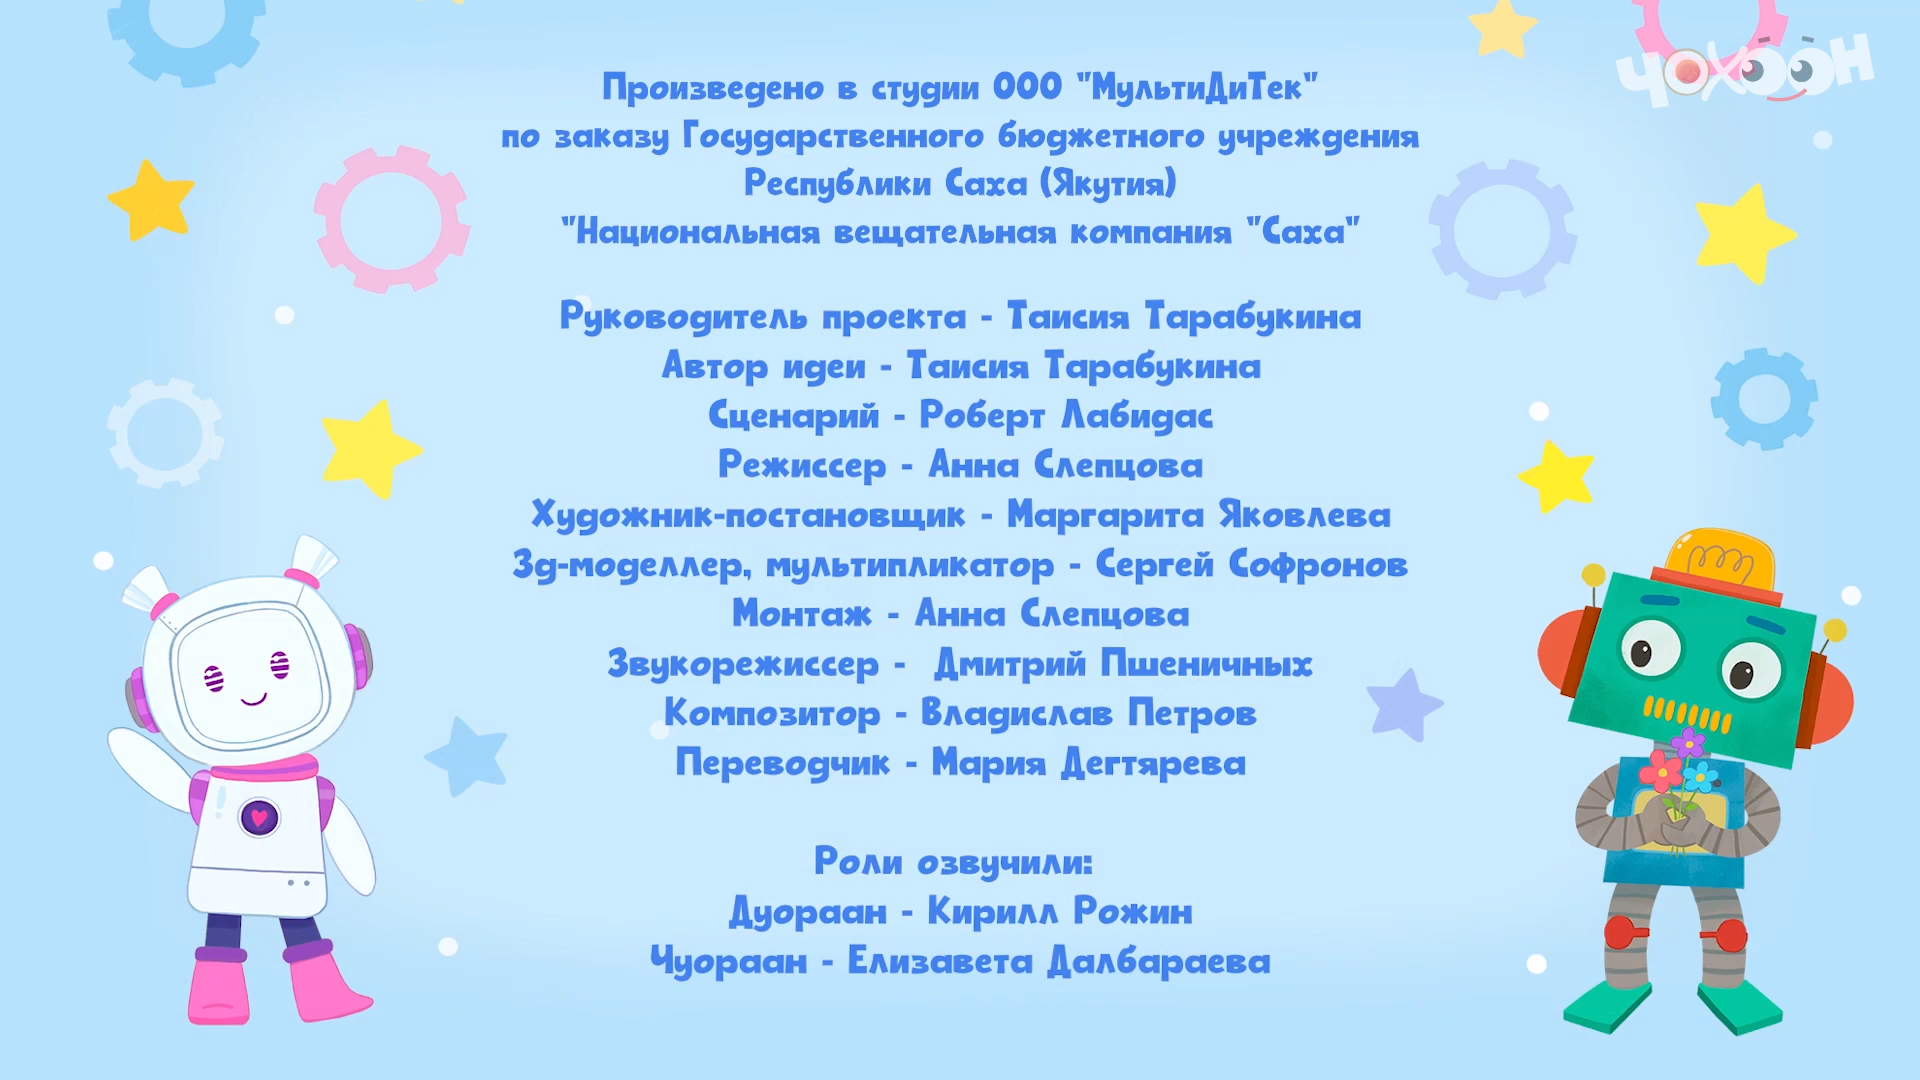 ЧОХООН
Произведено в студии ООО "МультиДиТек"
по заказу Государственного бюджетного учреждения
Республики Саха (Якутия)
"Национальная вещательная компания "Саха"
Руководитель проекта - Таисия Тарабукина
Автор идеи - Таисия Тарабукина
Сценарий - Роберт Лабидас
Режиссер - Анна Слепцова
Художник-постановщик - Маргарита Яковлева
3д-моделлер, мультипликатор - Сергей Софронов
Монтаж - Анна Слепцова
Звукорежиссер - Дмитрий Пшеничных
Композитор - Владислав Петров
Переводчик - Мария Дегтярева
Роли озвучили:
Дуораан - Кирилл Рожин
Чуораан - Елизавета Далбараева